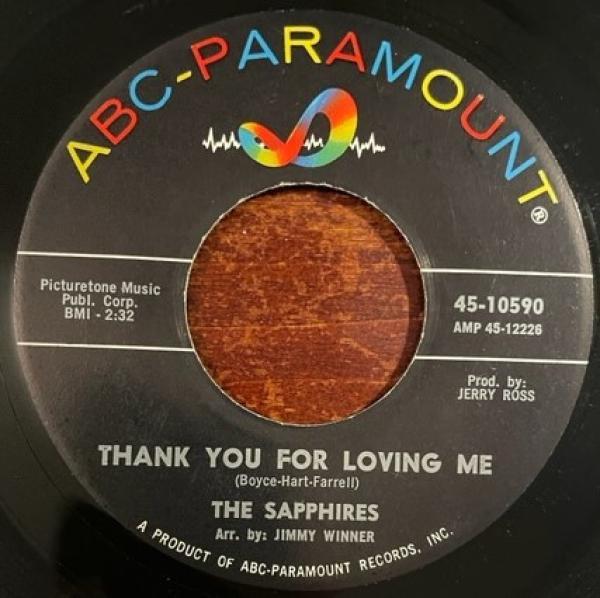 ABC-PARAMOUNT®
Picturetone Music
Publ. Corp.
BMI - 2:32
45-10590
AMP 45-12226
Prod. by:
JERRY ROSS
THANK YOU FOR LOVING ME
(Boyce-Hart-Farrell)
THE SAPPHIRES
Arr. by: JIMMY WINNER
A PRODUCT OF ABC-PARAMOUNT RECORDS, INC.